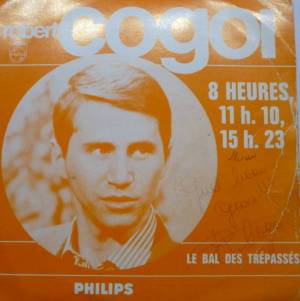 robert
cogoi
8 HEURES,
11 h. 10,
15 h. 23
LE BAL DES TRÉPASSÉS
PHILIPS